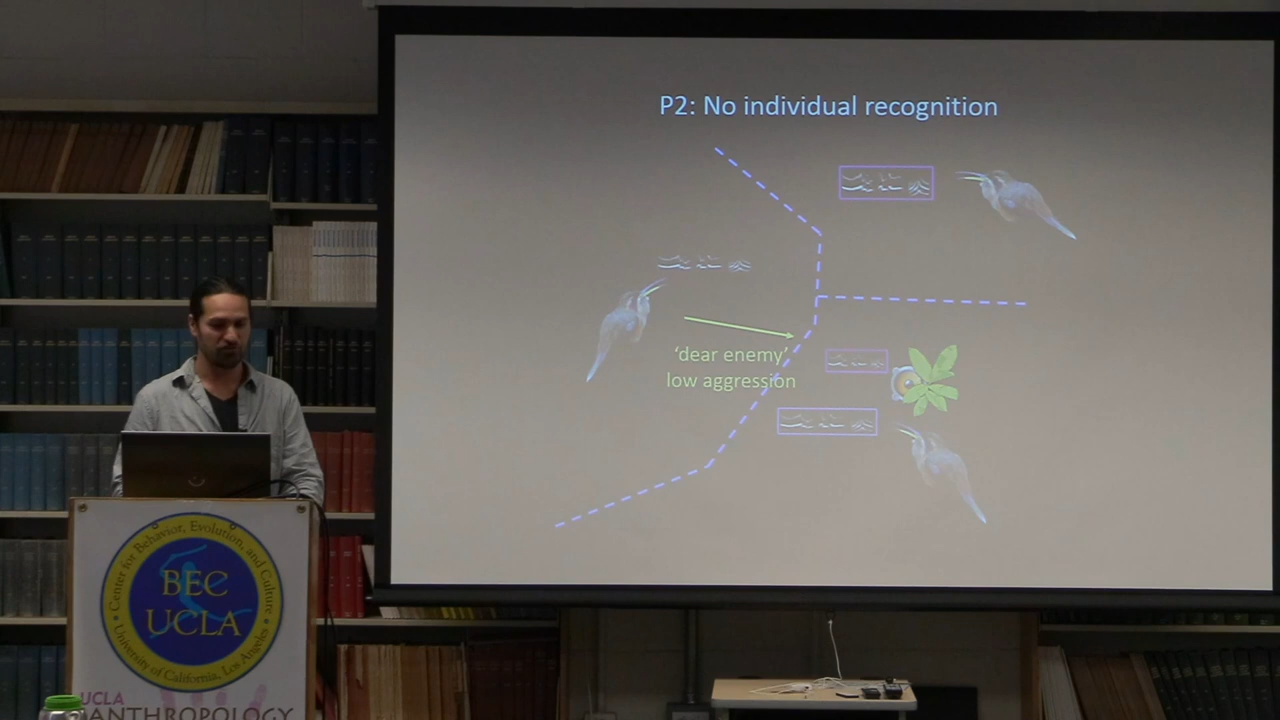 P2: No individual recognition
'dear enemy'
low aggression
Center for Behavior, Evolution, and Culture
BEC
UCLA
University of California, Los Angeles
UCLA
ANTHROPOLOGY